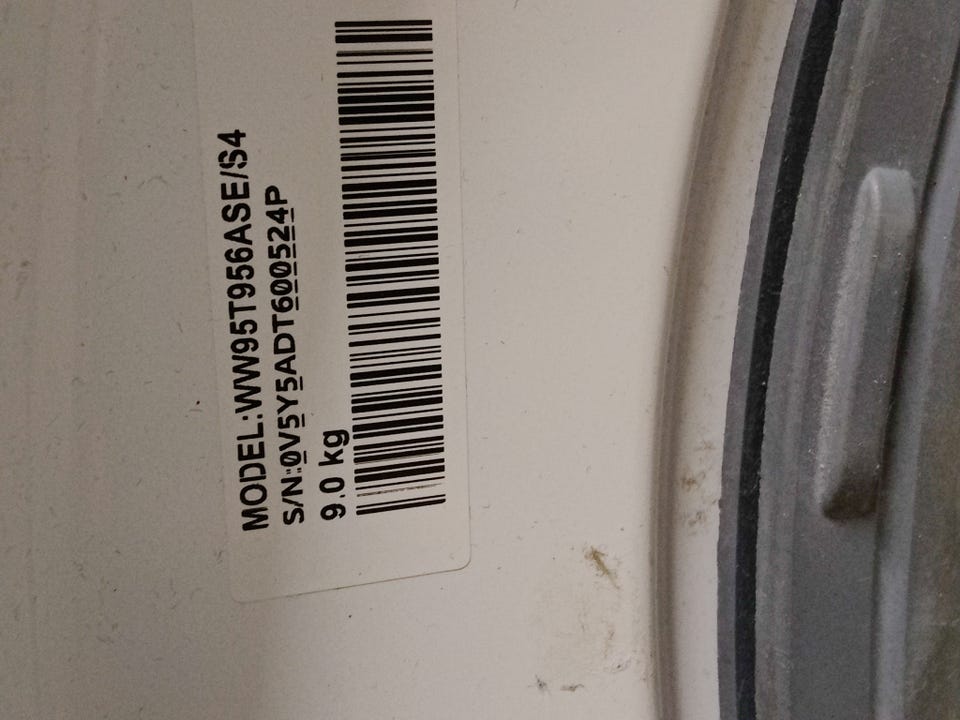 MODEL:WW95T956ASE/S4
S/N:0V5Y5ADT600524P
9.0 kg